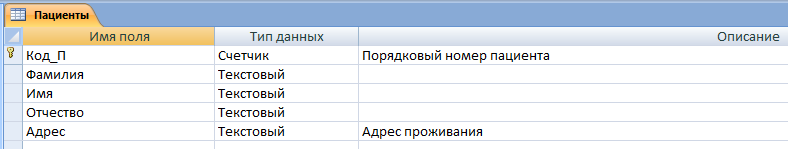 Пациенты
Имя поля Тип данных Описание
Код_П Счетчик Порядковый номер пациента
Фамилия Текстовый
Имя Текстовый
Отчество Текстовый
Адрес Текстовый Адрес проживания